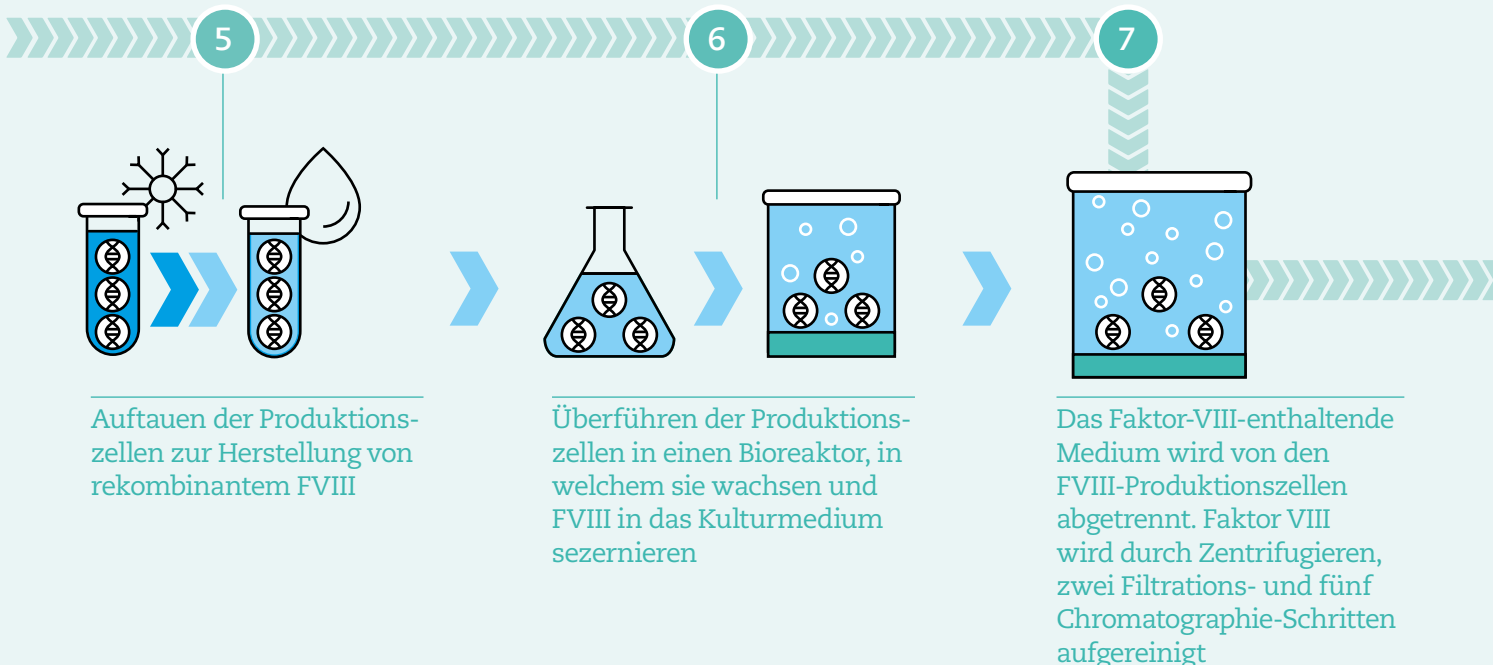 5
6
7
Auftauen der Produktions-
zellen zur Herstellung von
rekombinantem FVIII
Überführen der Produktions-
zellen in einen Bioreaktor, in
welchem sie wachsen und
FVIII in das Kulturmedium
sezernieren
Das Faktor-VIII-enthaltende
Medium wird von den
FVIII-Produktionszellen
abgetrennt. Faktor VIII
wird durch Zentrifugieren,
zwei Filtrations- und fünf
Chromatographie-Schritten
aufgereinigt